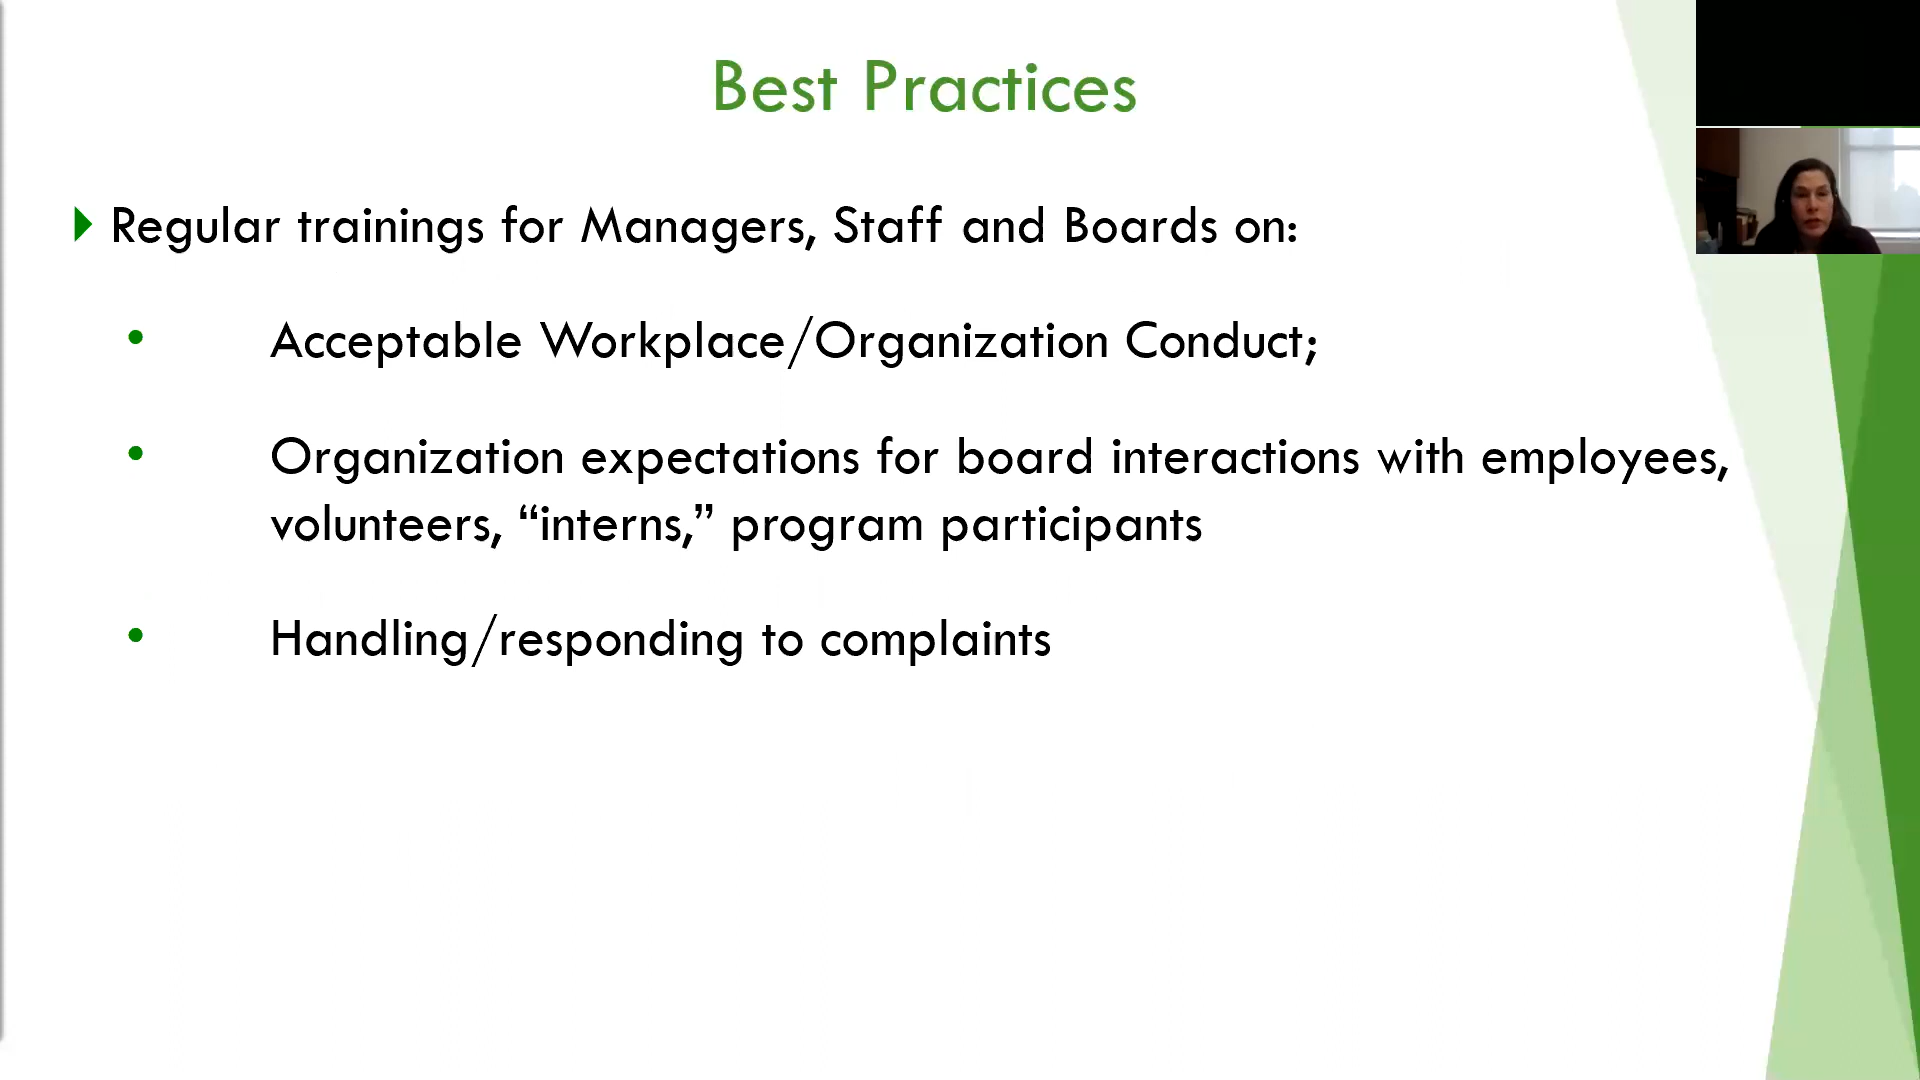 Best Practices
Regular trainings for Managers, Staff and Boards on:
• Acceptable Workplace/Organization Conduct;
• Organization expectations for board interactions with employees,
volunteers, “interns,” program participants
• Handling/responding to complaints